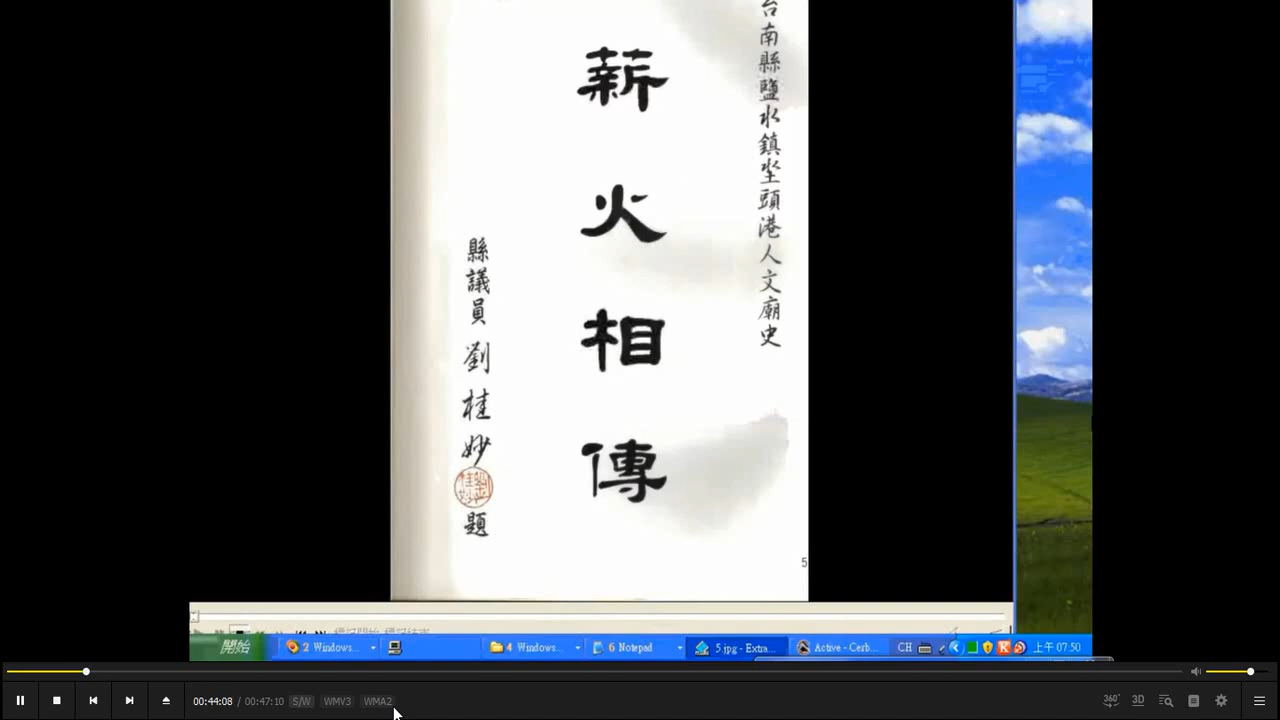 台南縣鹽水鎮坔頭港人文廟史
薪火相傳
縣議員 劉桂妙 題
5
開始
2 Windows...
4 Windows...
6 Notepad
5.jpg - Extra...
Active - Cerb...
CH
上午 07:50
00:44:08 / 00:47:10
S/W
WMV3
WMA2
360°
3D